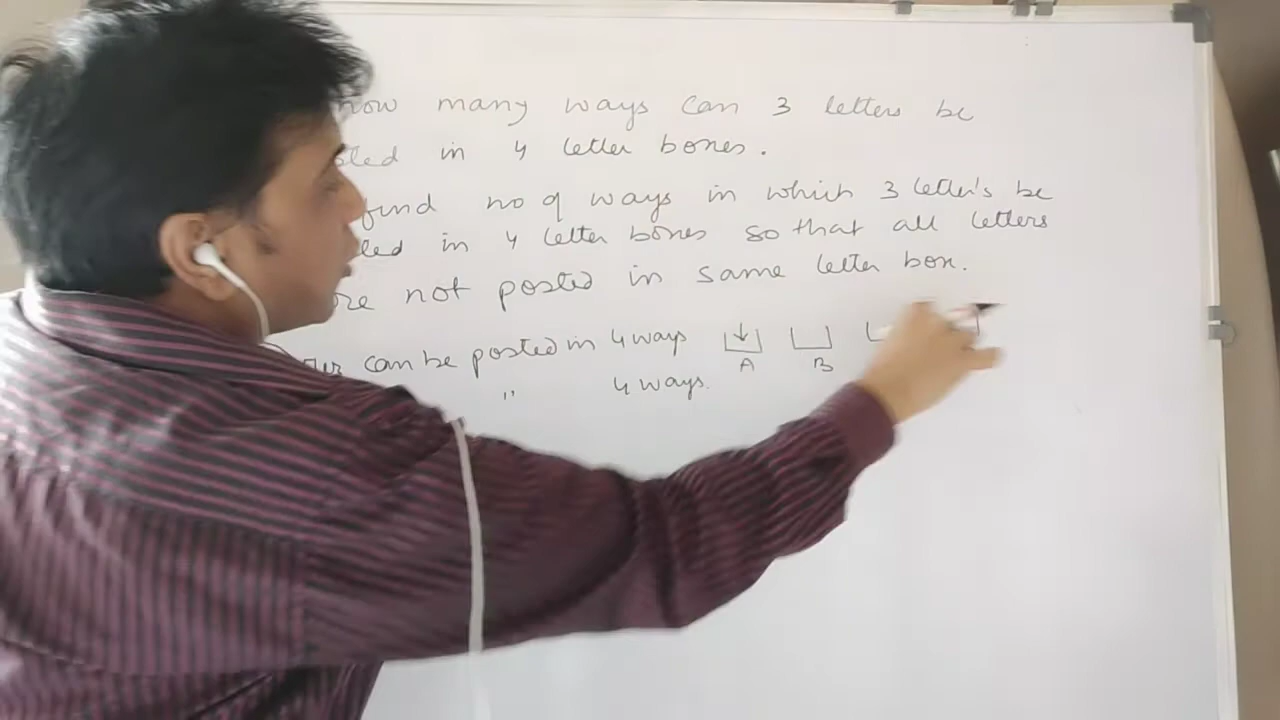 how many ways can 3 letters be
in 4 letter boxes.
find no of ways in which 3 letter's be
in 4 letter boxes so that all letters
not posted in same letter box.
can be posted in 4 ways
A B
" 4 ways.